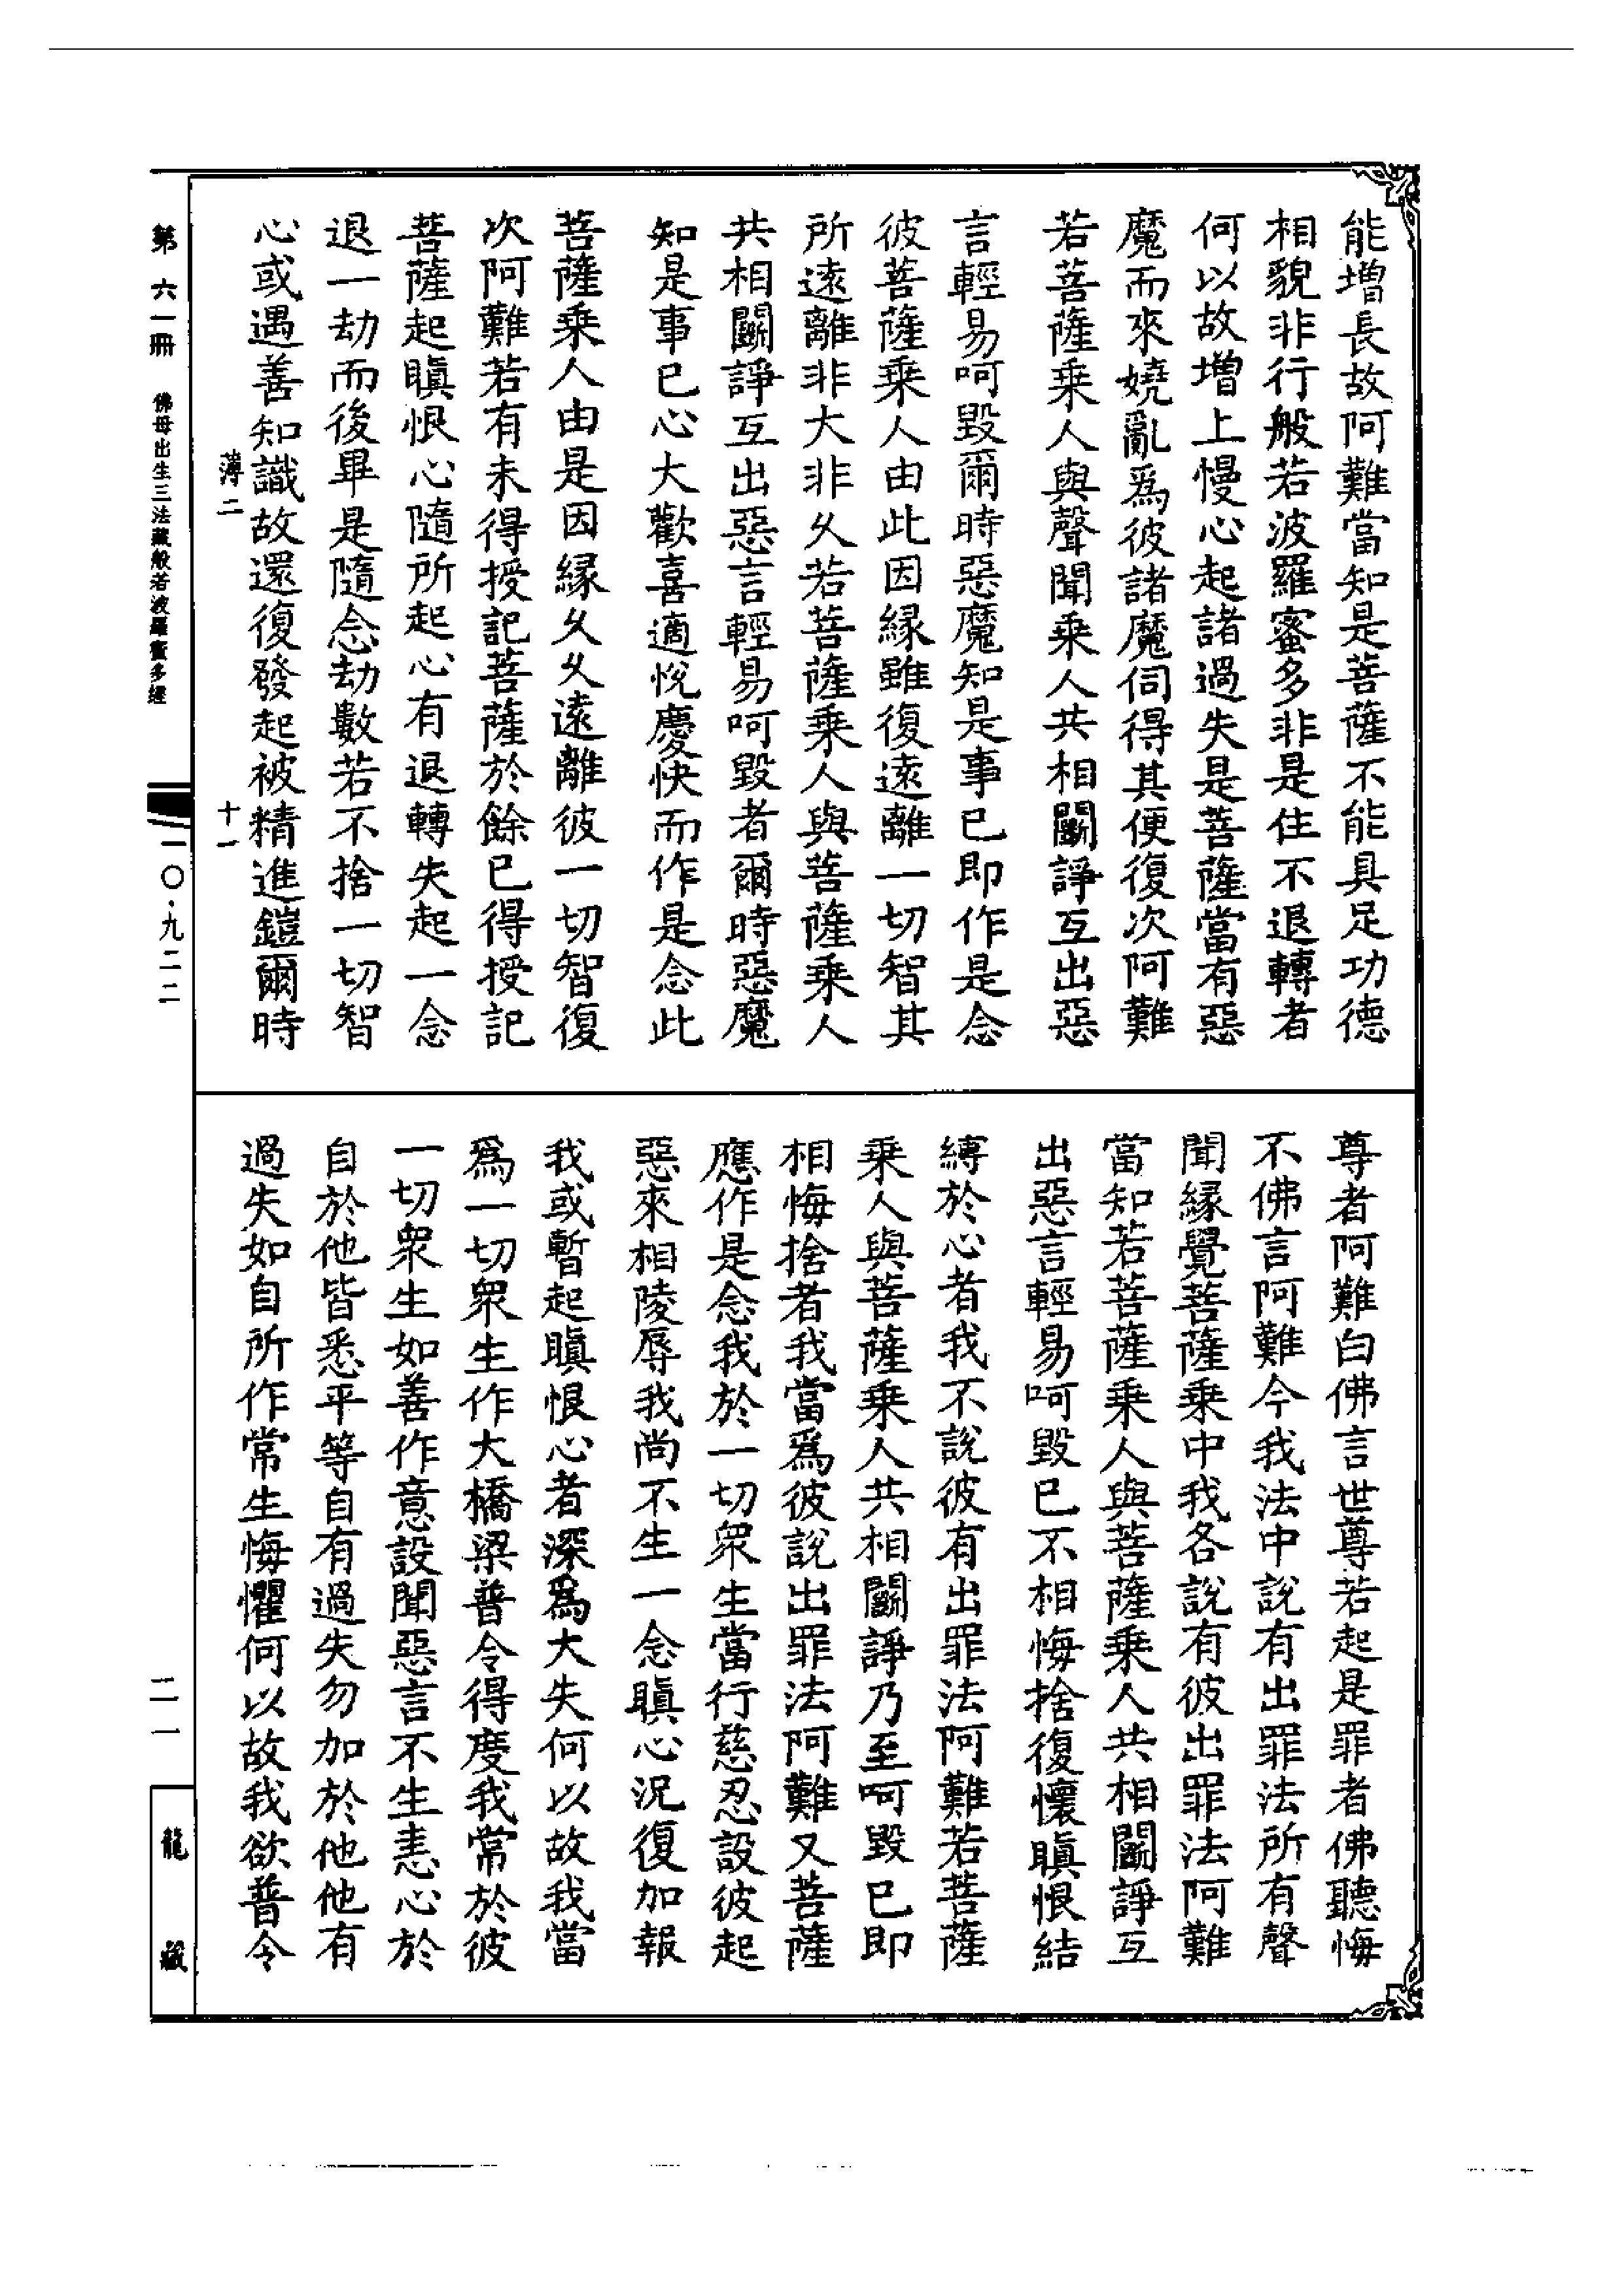 能增長故阿難當知是菩薩不能具足功德
相貌非行般若波羅蜜多非是住不退轉者
何以故增上慢心起諸過失是菩薩當有惡
魔而來嬈亂爲彼諸魔伺得其便復次阿難
若菩薩乘人與聲聞乘人共相鬭諍互出惡
言輕易呵毀爾時惡魔知是事已即作是念
彼菩薩乘人由此因縁雖復遠離一切智其
所遠離非大非久若菩薩乘人與菩薩乘人
共相鬭諍互出惡言輕易呵毀者爾時惡魔
知是事已心大歡喜適悅慶快而作是念此
菩薩乘人由是因縁久久遠離彼一切智復
次阿難若有未得授記菩薩於餘已得授記
菩薩起瞋恨心隨所起心有退轉失起一念
退一劫而後畢是隨念劫數若不捨一切智
心或遇善知識故還復發起被精進鎧爾時
薄二 十一
尊者阿難白佛言世尊若起是罪者佛聽悔
不佛言阿難今我法中說有出罪法所有聲
聞縁覺菩薩乘中我各說有彼出罪法阿難
當知若菩薩乘人與菩薩乘人共相鬭諍互
出惡言輕易呵毀已不相悔捨復懷瞋恨結
縛於心者我不說彼有出罪法阿難若菩薩
乘人與菩薩乘人共相鬭諍乃至呵毀已即
相悔捨者我當爲彼說出罪法阿難又菩薩
應作是念我於一切眾生當行慈忍設彼起
惡來相陵辱我尚不生一念瞋心況復加報
我或暫起瞋恨心者深爲大失何以故我當
爲一切眾生作大橋梁普令得度我常於彼
一切眾生如善作意設聞惡言不生恚心於
自於他皆悉平等自有過失勿加於他他有
過失如自所作常生悔懼何以故我欲普令
第六一冊 佛母出生三法藏般若波羅蜜多經
一〇·九二二
二一
龍藏